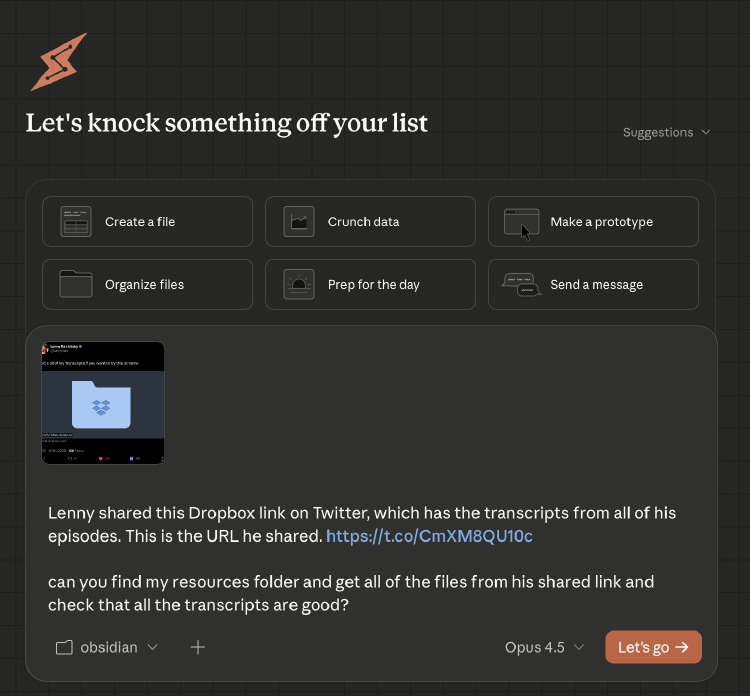 Let's knock something off your list
Suggestions
Create a file
Crunch data
Make a prototype
Organize files
Prep for the day
Send a message
Lenny shared this Dropbox link on Twitter, which has the transcripts from all of his
episodes. This is the URL he shared. https://t.co/CmXM8QU10c
can you find my resources folder and get all of the files from his shared link and
check that all the transcripts are good?
obsidian
Opus 4.5
Let's go →